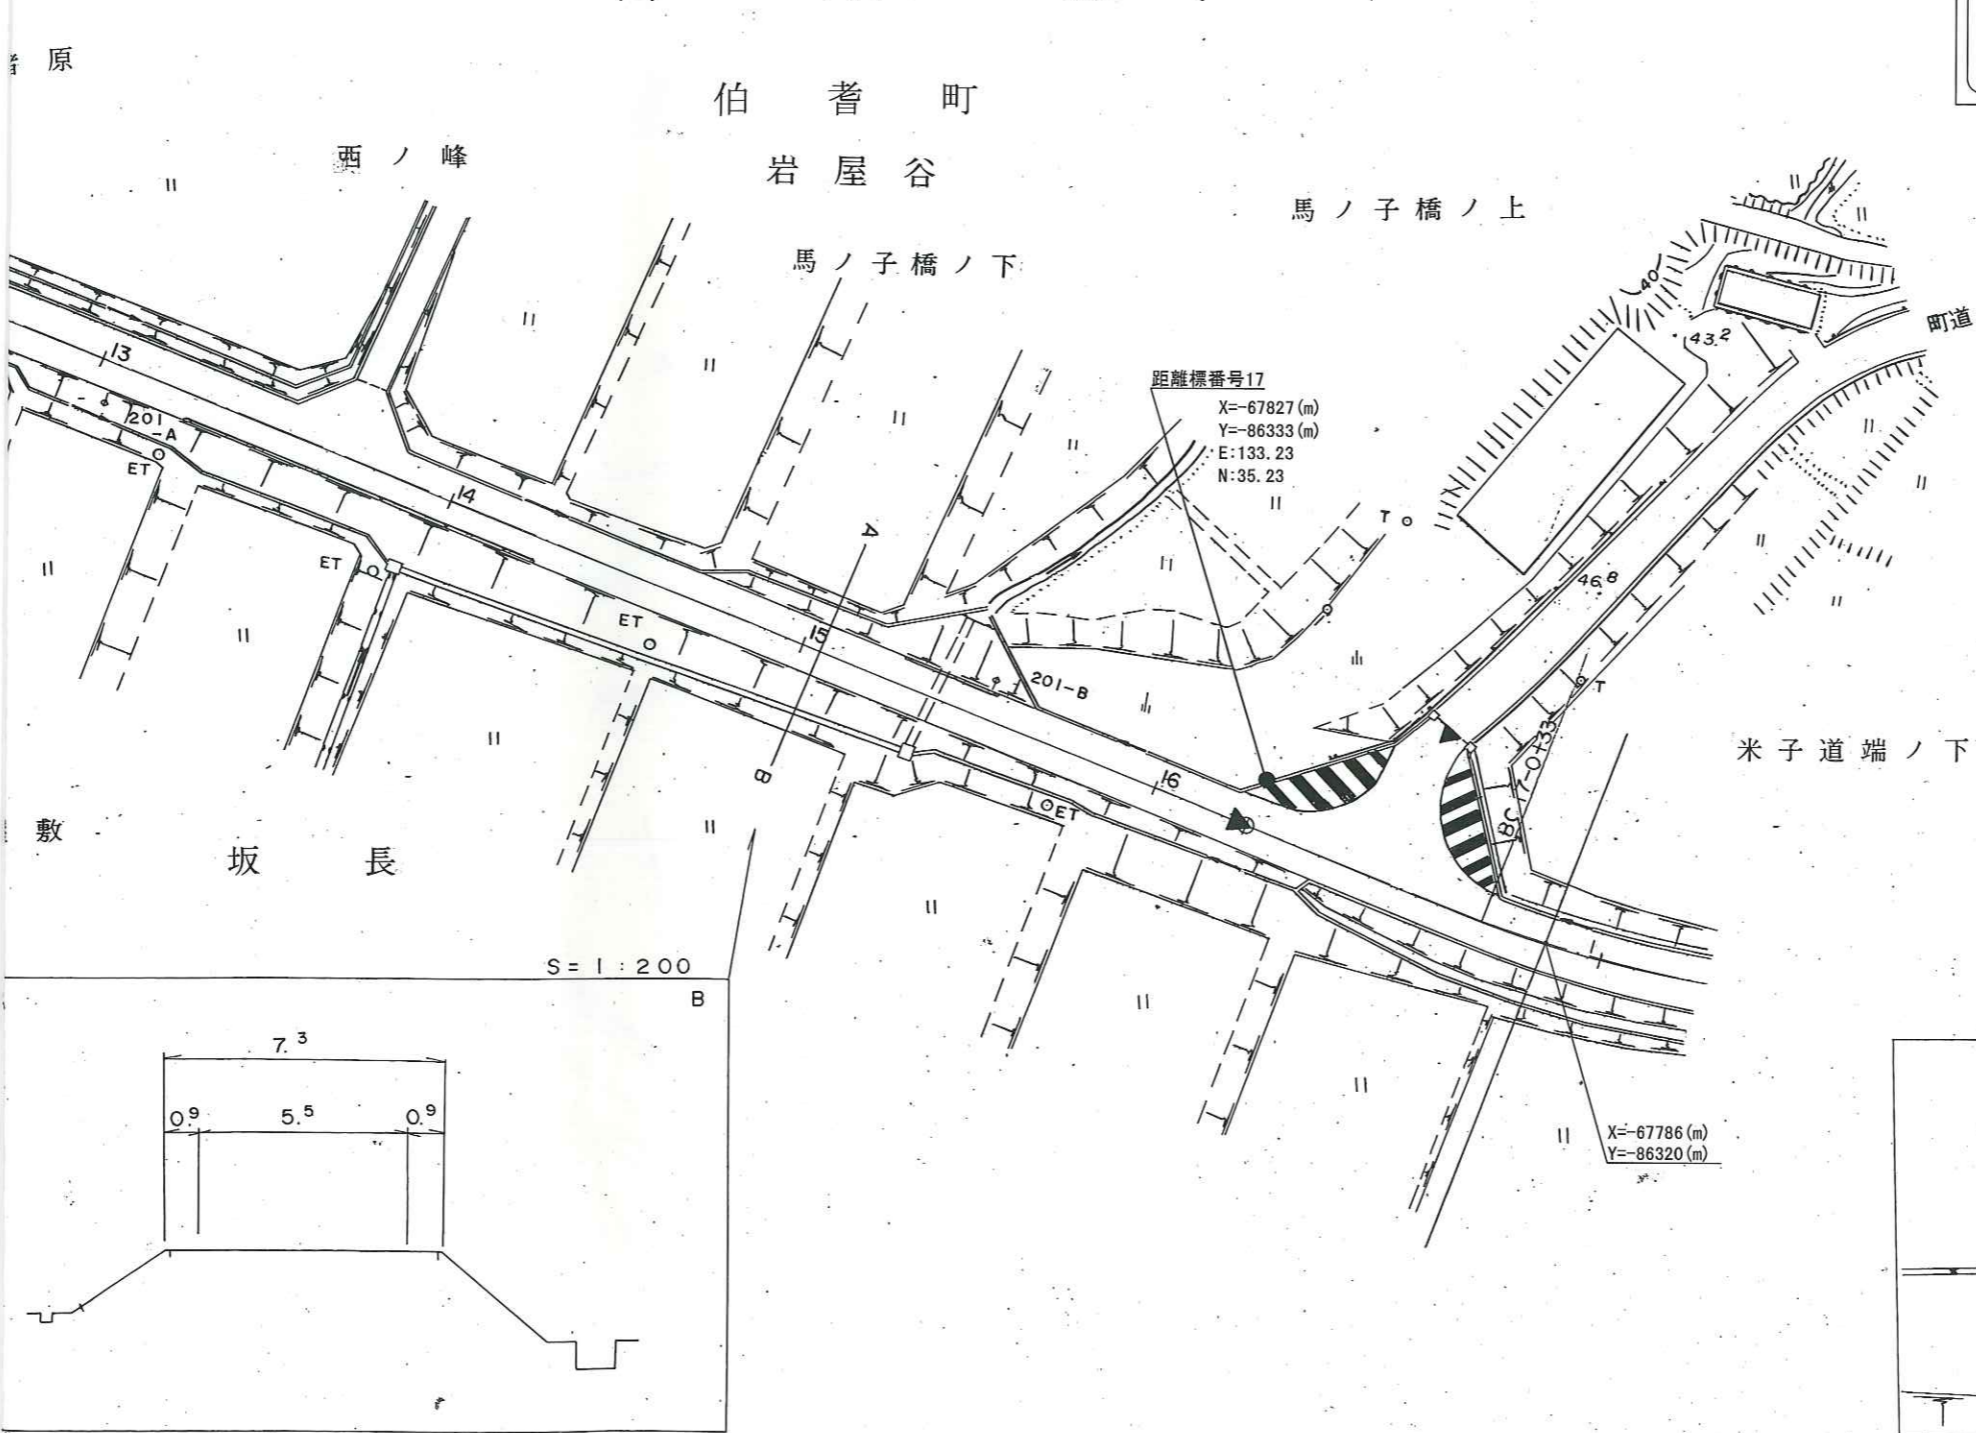 原
伯耆町
西ノ峰
岩屋谷
馬ノ子橋ノ上
馬ノ子橋ノ下
40
43.2
町道
13
距離標番号17
X=-67827(m)
Y=-86333(m)
E:133.23
N:35.23
201
-A
ET
14
T
A
ET
46.8
ET
15
201-B
T
米子道端ノ下
B
16
ET
BC 17-0+33
敷
坂長
S=1:200
B
7.3
0.9
5.5
0.9
X=-67786(m)
Y=-86320(m)